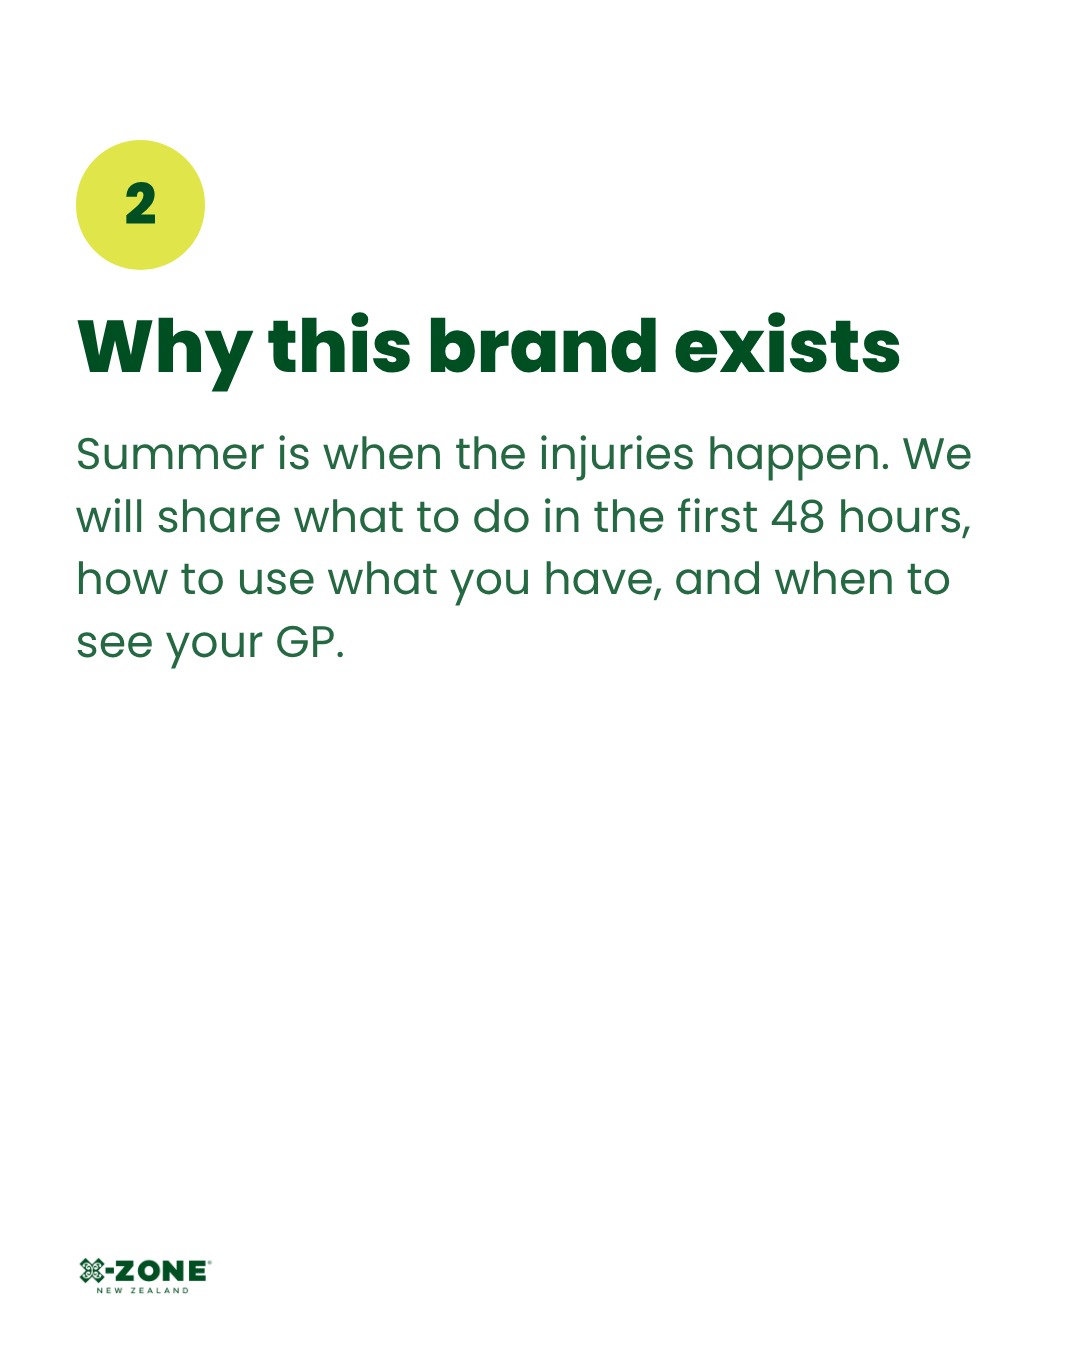 2
Why this brand exists
Summer is when the injuries happen. We
will share what to do in the first 48 hours,
how to use what you have, and when to
see your GP.
X-ZONE®
NEW ZEALAND